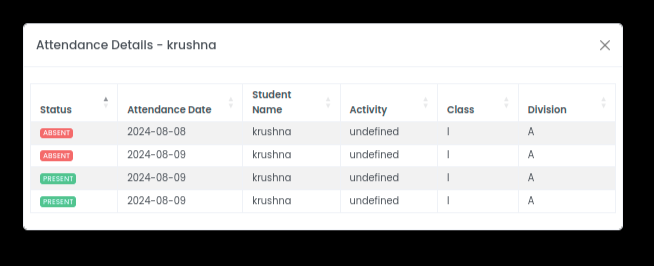 Attendance Details - krushna
Status Attendance Date Student Name Activity Class Division
ABSENT 2024-08-08 krushna undefined I A
ABSENT 2024-08-09 krushna undefined I A
PRESENT 2024-08-09 krushna undefined I A
PRESENT 2024-08-09 krushna undefined I A